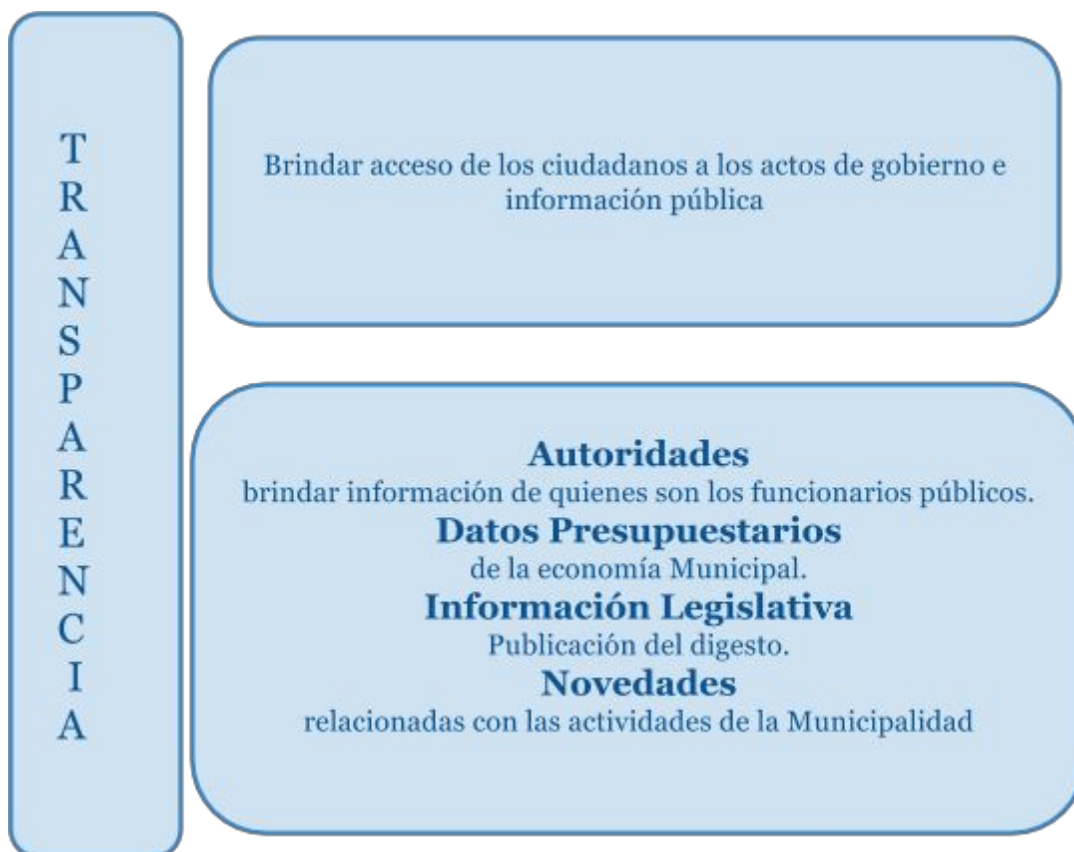 TRANSPARENCIA
Brindar acceso de los ciudadanos a los actos de gobierno e
información pública
Autoridades
brindar información de quienes son los funcionarios públicos.
Datos Presupuestarios
de la economía Municipal.
Información Legislativa
Publicación del digesto.
Novedades
relacionadas con las actividades de la Municipalidad